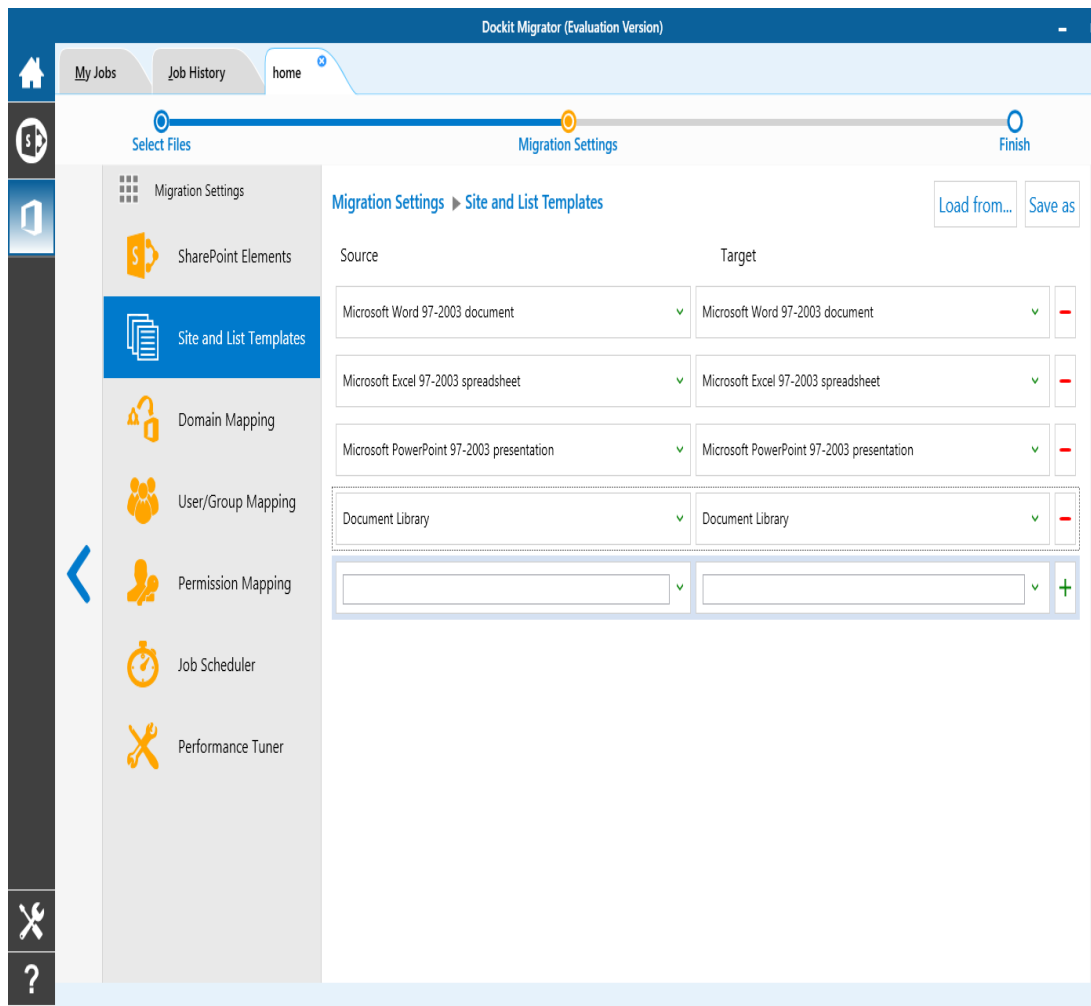 Dockit Migrator (Evaluation Version)
My Jobs
Job History
home
Select Files
Migration Settings
Finish
Migration Settings
SharePoint Elements
Site and List Templates
Domain Mapping
User/Group Mapping
Permission Mapping
Job Scheduler
Performance Tuner
Migration Settings ▶ Site and List Templates
Load from...
Save as
Source
Target
Microsoft Word 97-2003 document
Microsoft Word 97-2003 document
Microsoft Excel 97-2003 spreadsheet
Microsoft Excel 97-2003 spreadsheet
Microsoft PowerPoint 97-2003 presentation
Microsoft PowerPoint 97-2003 presentation
Document Library
Document Library